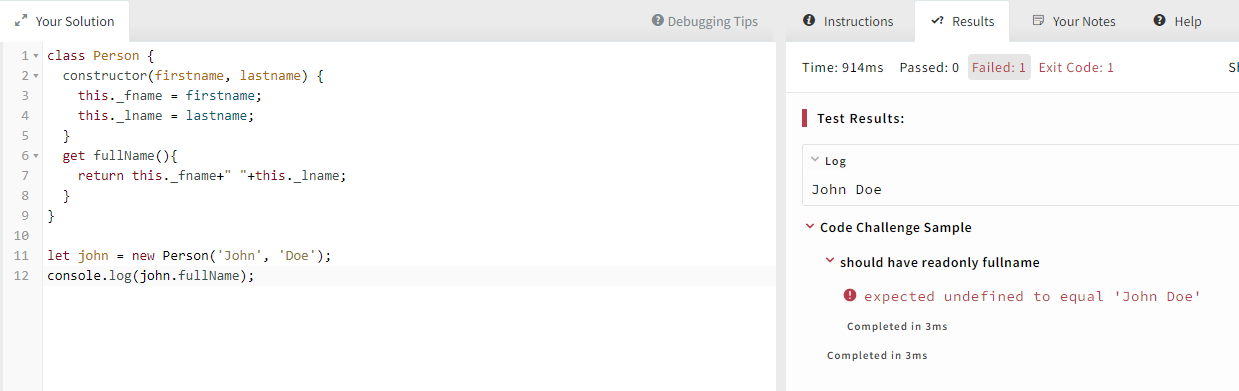 Your Solution
Debugging Tips
1 class Person {
2 constructor(firstname, lastname) {
3 this._fname = firstname;
4 this._lname = lastname;
5 }
6 get fullName(){
7 return this._fname+" "+this._lname;
8 }
9 }
10
11 let john = new Person('John', 'Doe');
12 console.log(john.fullName);
Instructions
Results
Your Notes
Help
Time: 914ms Passed: 0 Failed: 1 Exit Code: 1
Test Results:
Log
John Doe
Code Challenge Sample
should have readonly fullname
expected undefined to equal 'John Doe'
Completed in 3ms
Completed in 3ms